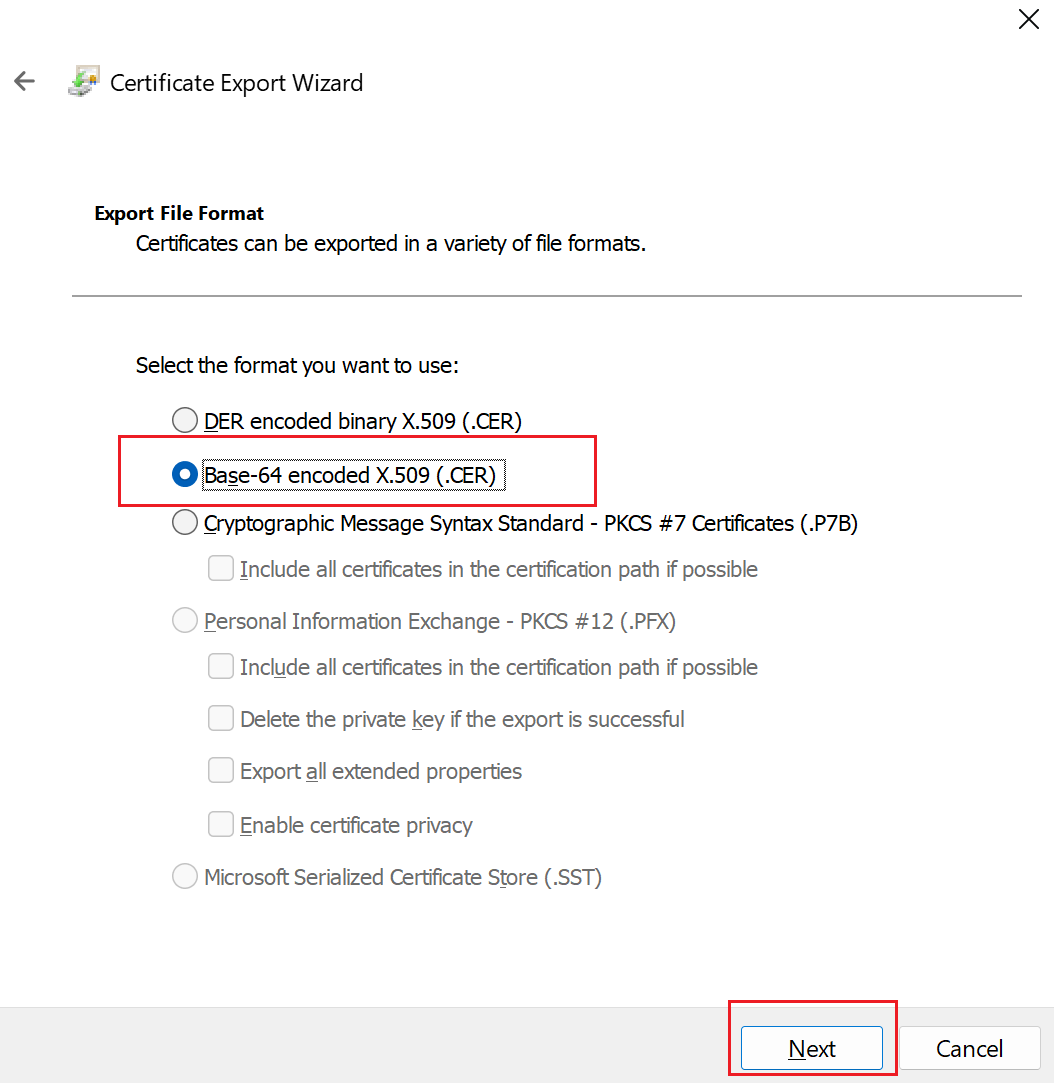 Certificate Export Wizard
Export File Format
Certificates can be exported in a variety of file formats.
Select the format you want to use:
DER encoded binary X.509 (.CER)
Base-64 encoded X.509 (.CER)
Cryptographic Message Syntax Standard - PKCS #7 Certificates (.P7B)
Include all certificates in the certification path if possible
Personal Information Exchange - PKCS #12 (.PFX)
Include all certificates in the certification path if possible
Delete the private key if the export is successful
Export all extended properties
Enable certificate privacy
Microsoft Serialized Certificate Store (.SST)
Next Cancel